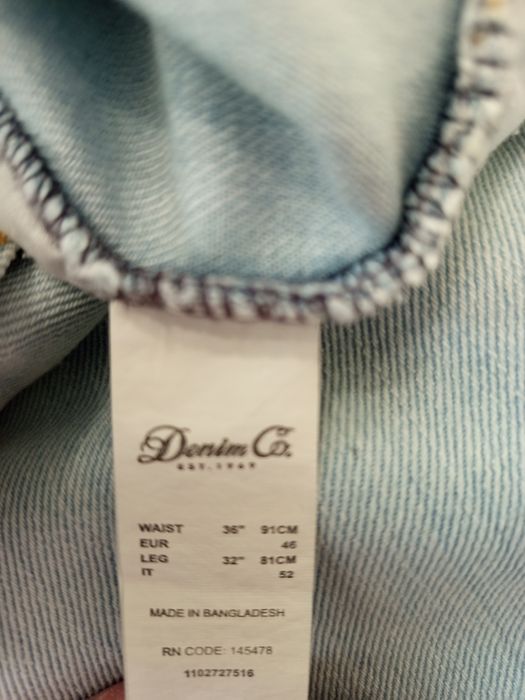 Denim Co.
EST. 1969
WAIST 36" 91CM
EUR 46
LEG 32" 81CM
IT 52
MADE IN BANGLADESH
RN CODE: 145478
1102727516